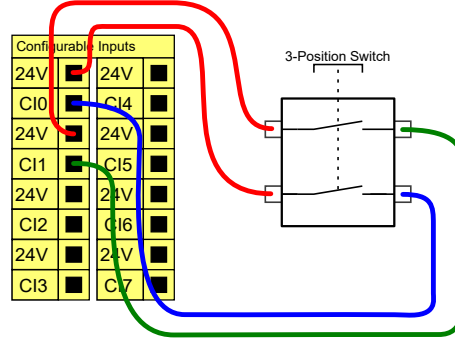 Configurable Inputs
3-Position Switch
24V 24V
CI0 CI4
24V 24V
CI1 CI5
24V 24V
CI2 CI6
24V 24V
CI3 CI7